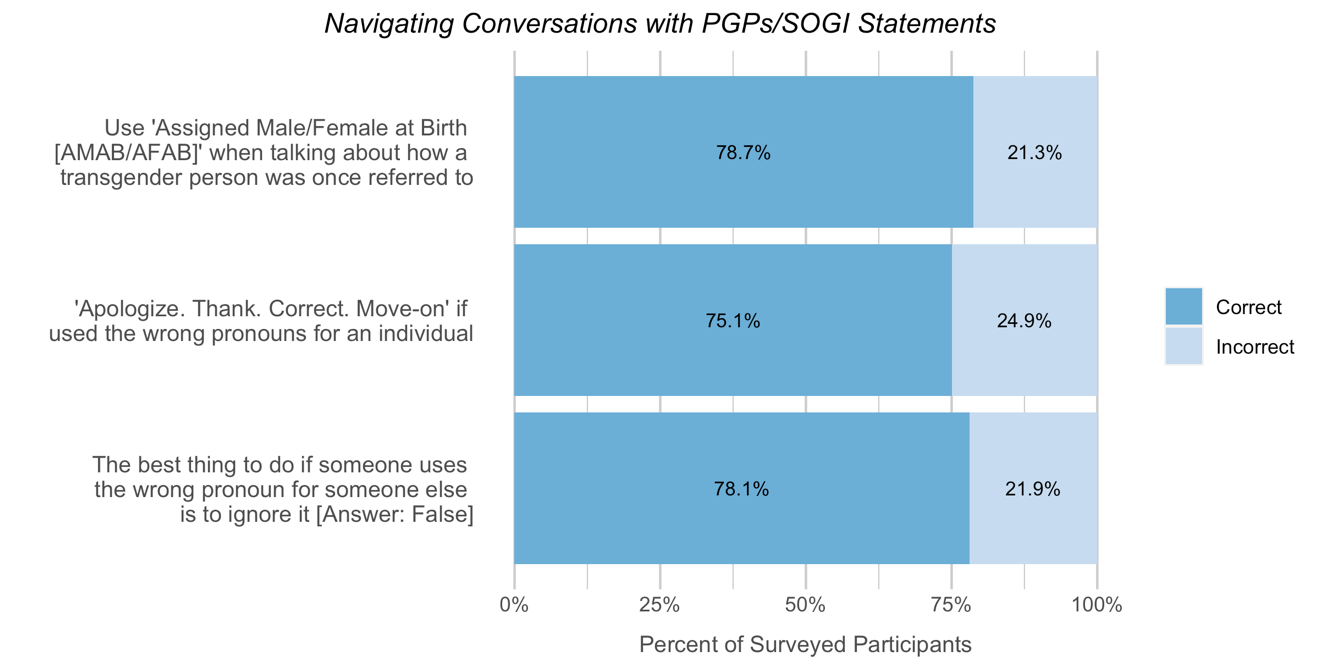 Navigating Conversations with PGPs/SOGI Statements
Use 'Assigned Male/Female at Birth
[AMAB/AFAB]' when talking about how a
transgender person was once referred to
78.7%
21.3%
'Apologize. Thank. Correct. Move-on' if
used the wrong pronouns for an individual
75.1%
24.9%
The best thing to do if someone uses
the wrong pronoun for someone else
is to ignore it [Answer: False]
78.1%
21.9%
Correct
Incorrect
0%
25%
50%
75%
100%
Percent of Surveyed Participants